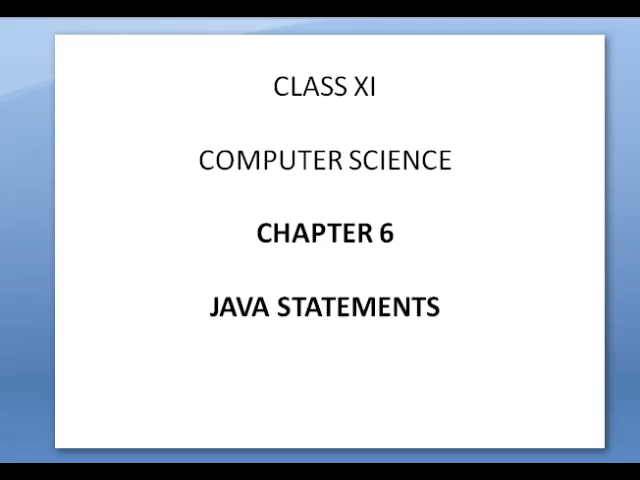 CLASS XI
COMPUTER SCIENCE
CHAPTER 6
JAVA STATEMENTS